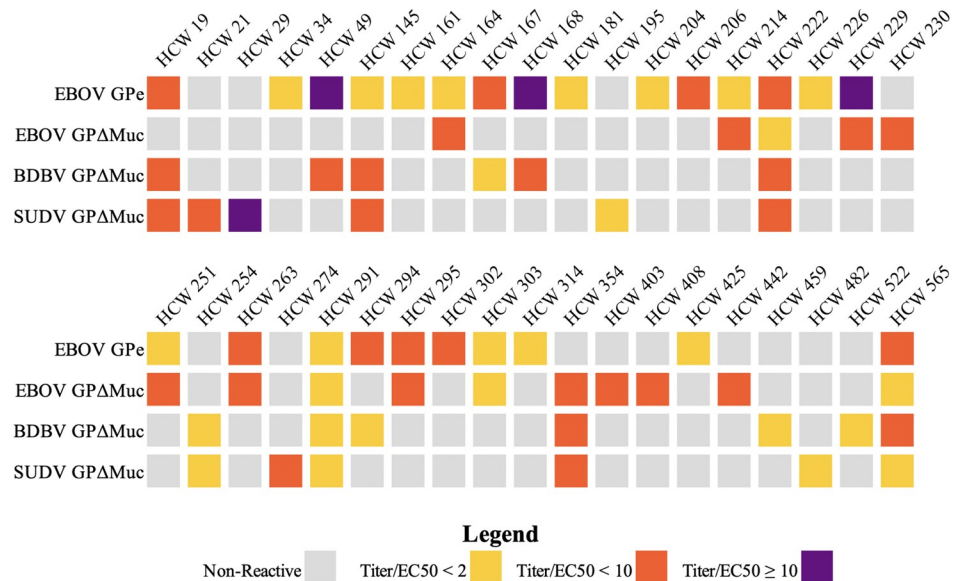 HCW 19 HCW 21 HCW 29 HCW 34 HCW 49 HCW 145 HCW 161 HCW 164 HCW 167 HCW 168 HCW 181 HCW 195 HCW 204 HCW 206 HCW 214 HCW 222 HCW 226 HCW 229 HCW 230
EBOV GPe
EBOV GPΔMuc
BDBV GPΔMuc
SUDV GPΔMuc
HCW 251 HCW 254 HCW 263 HCW 274 HCW 291 HCW 294 HCW 295 HCW 302 HCW 303 HCW 314 HCW 354 HCW 403 HCW 408 HCW 425 HCW 442 HCW 459 HCW 482 HCW 522 HCW 565
EBOV GPe
EBOV GPΔMuc
BDBV GPΔMuc
SUDV GPΔMuc
Legend
Non-Reactive Titer/EC50 < 2 Titer/EC50 < 10 Titer/EC50 ≥ 10